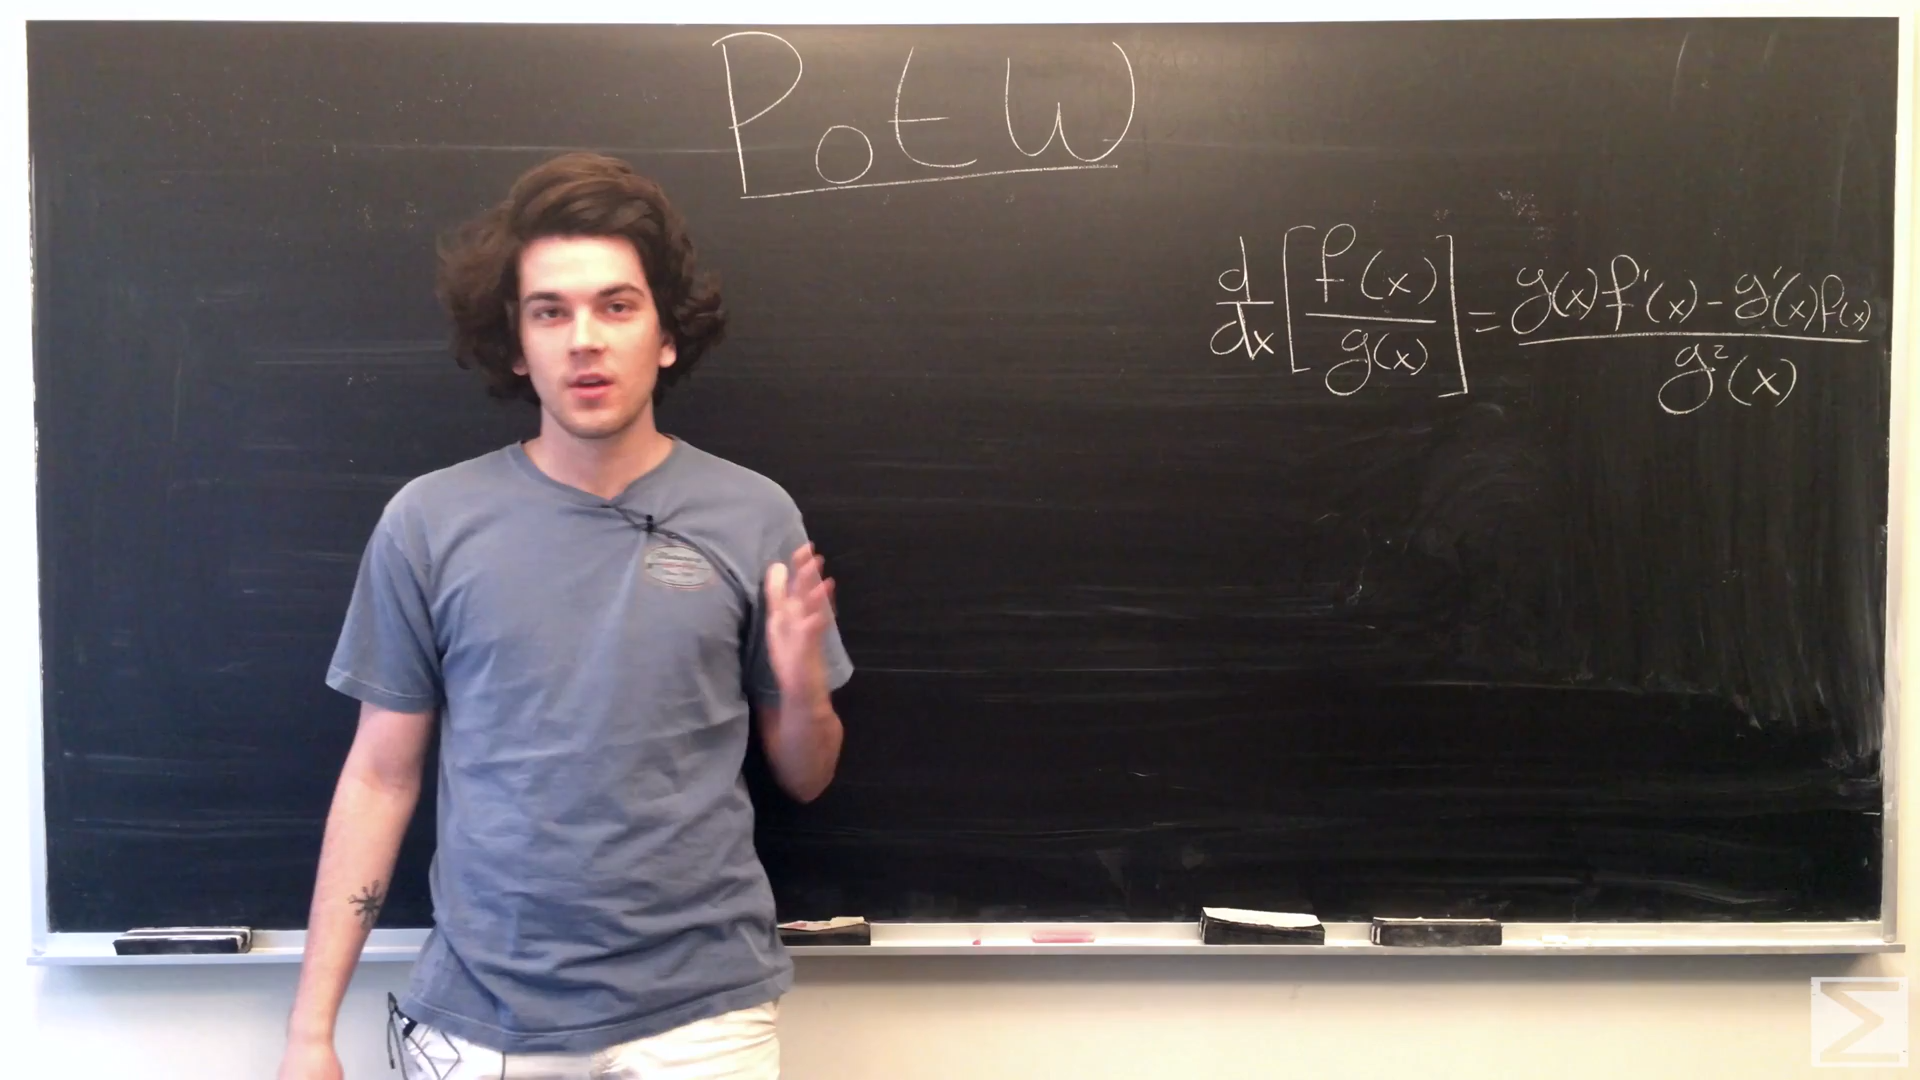 PotW
d/dx [f(x)/g(x)] = g(x)f'(x) - g'(x)f(x) / g²(x)
Σ